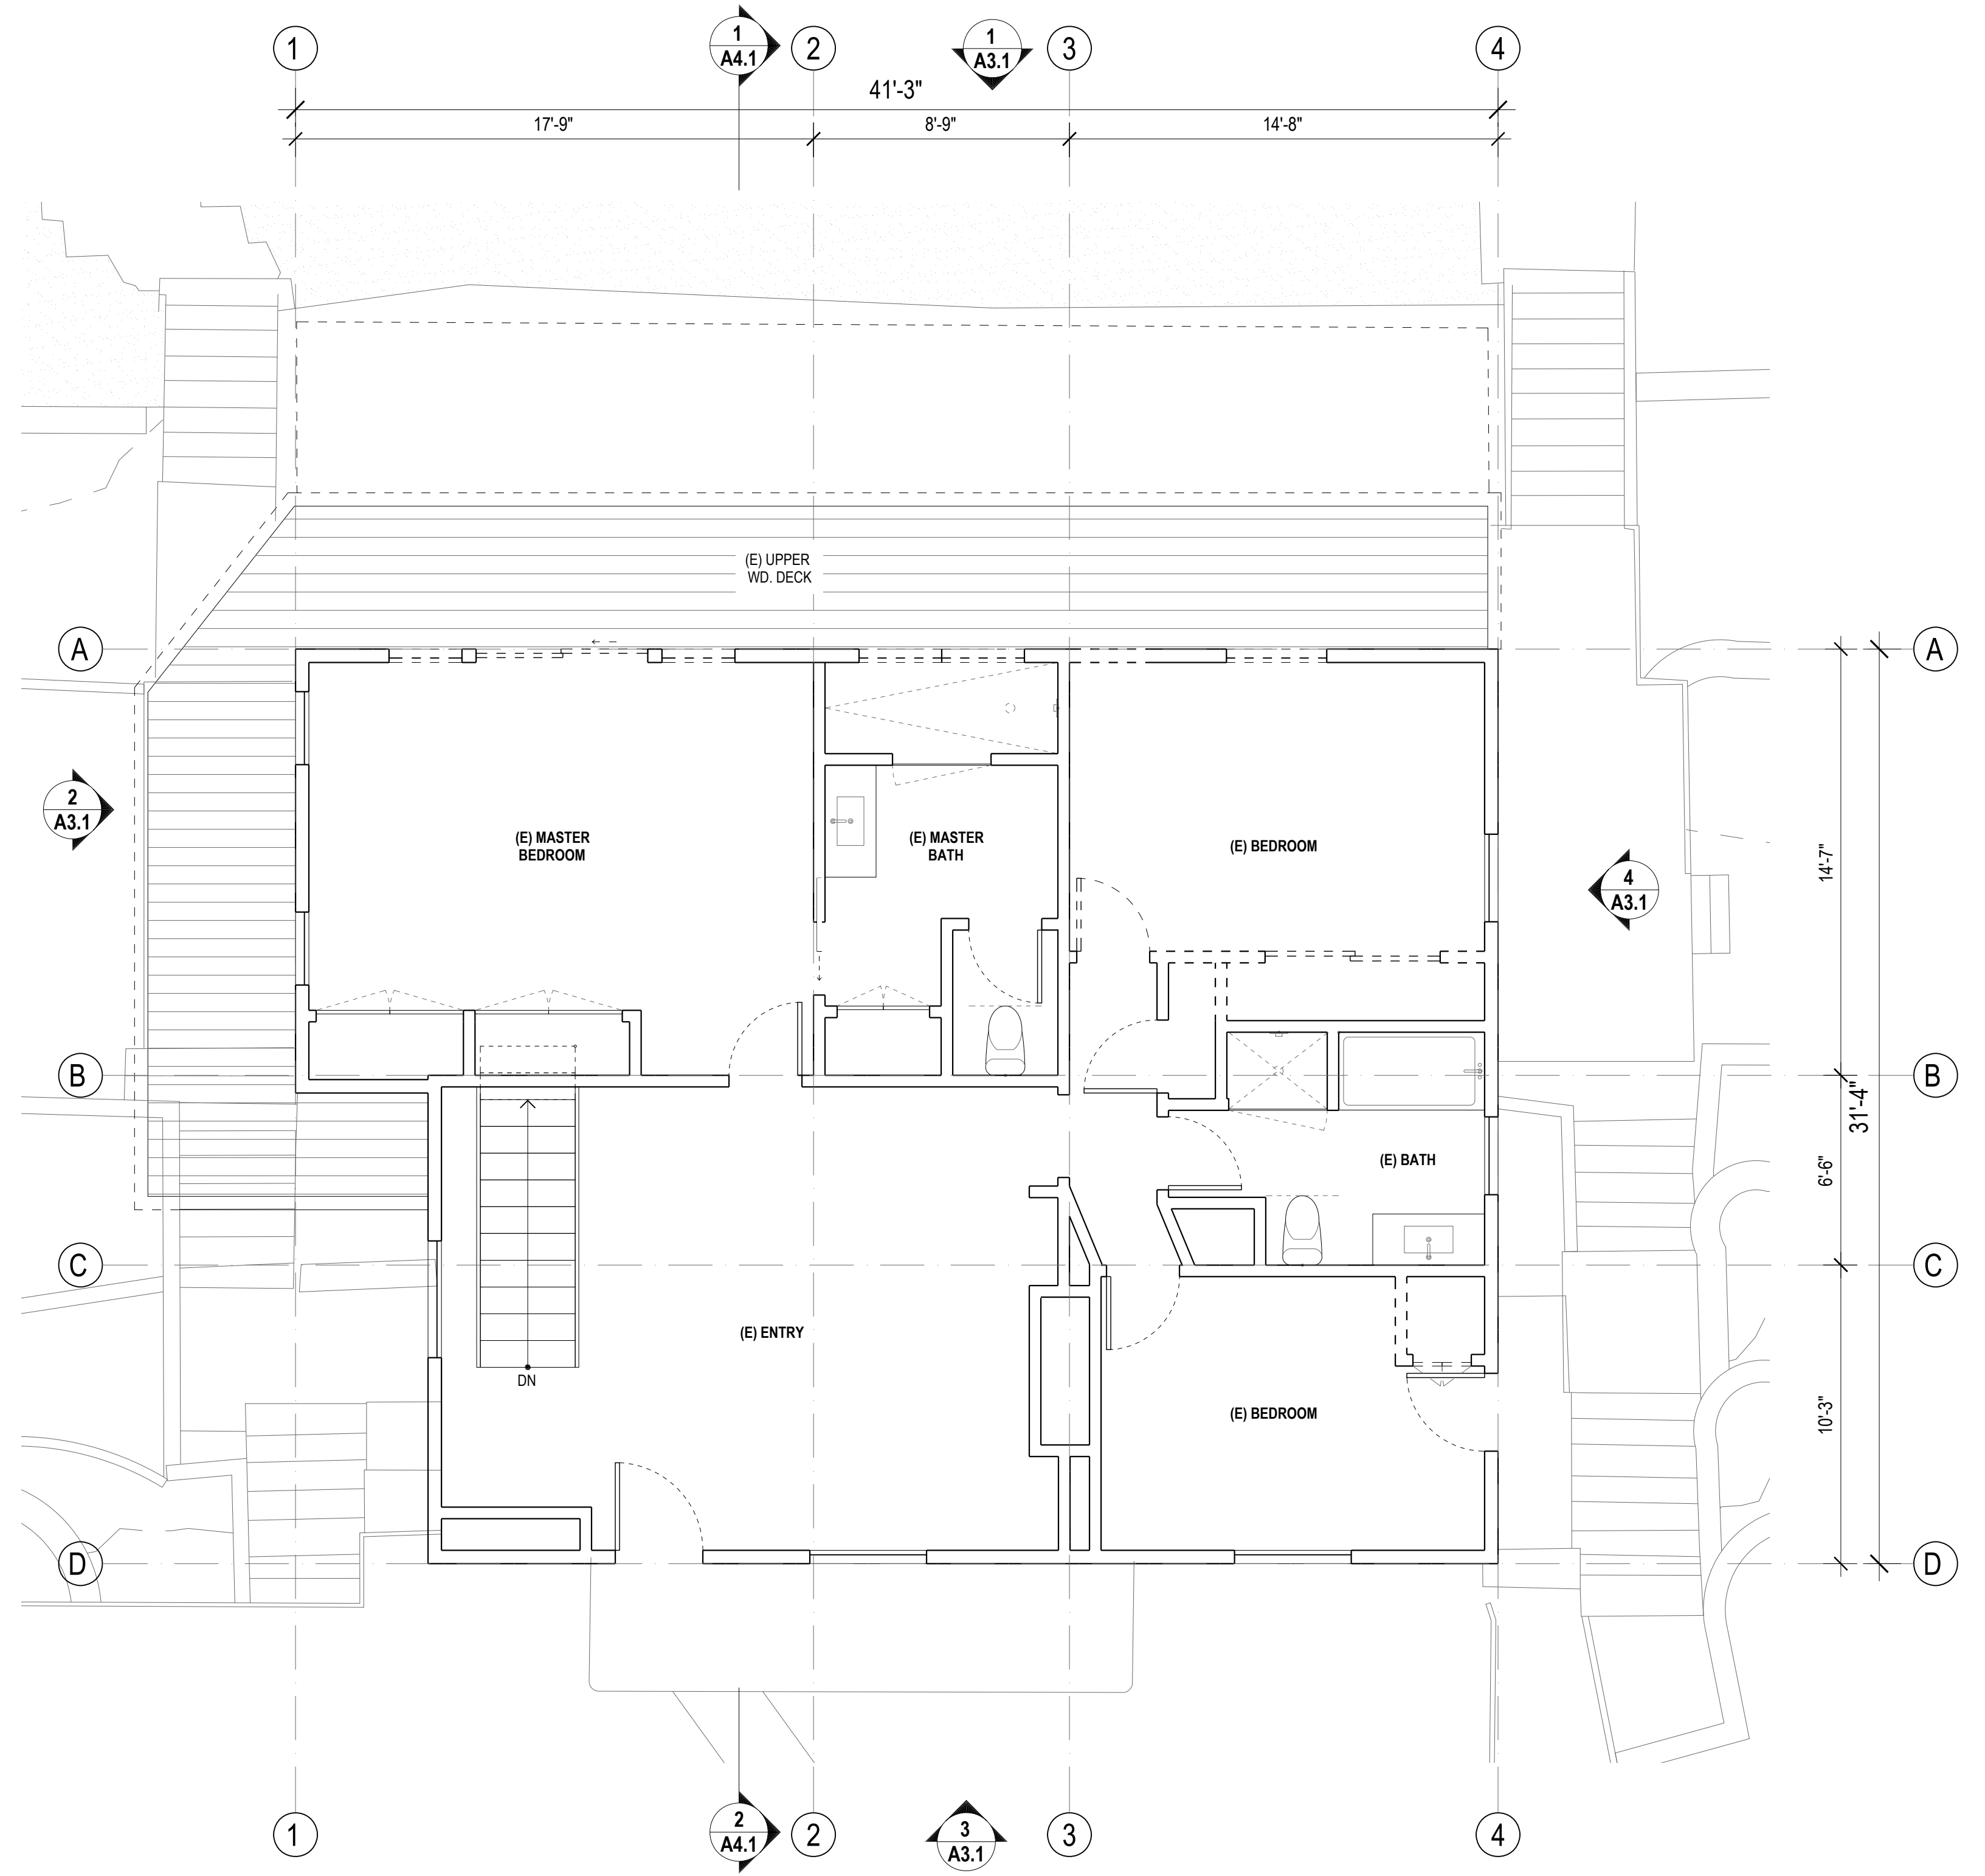 1
1
A4.1
2
1
A3.1
3
4
41'-3"
17'-9"
8'-9"
14'-8"
(E) UPPER
WD. DECK
A
A
2
A3.1
(E) MASTER
BEDROOM
(E) MASTER
BATH
(E) BEDROOM
14'-7"
4
A3.1
B
B
31'-4"
(E) BATH
6'-6"
C
C
(E) ENTRY
DN
(E) BEDROOM
10'-3"
D
D
1
2
A4.1
2
3
A3.1
3
4